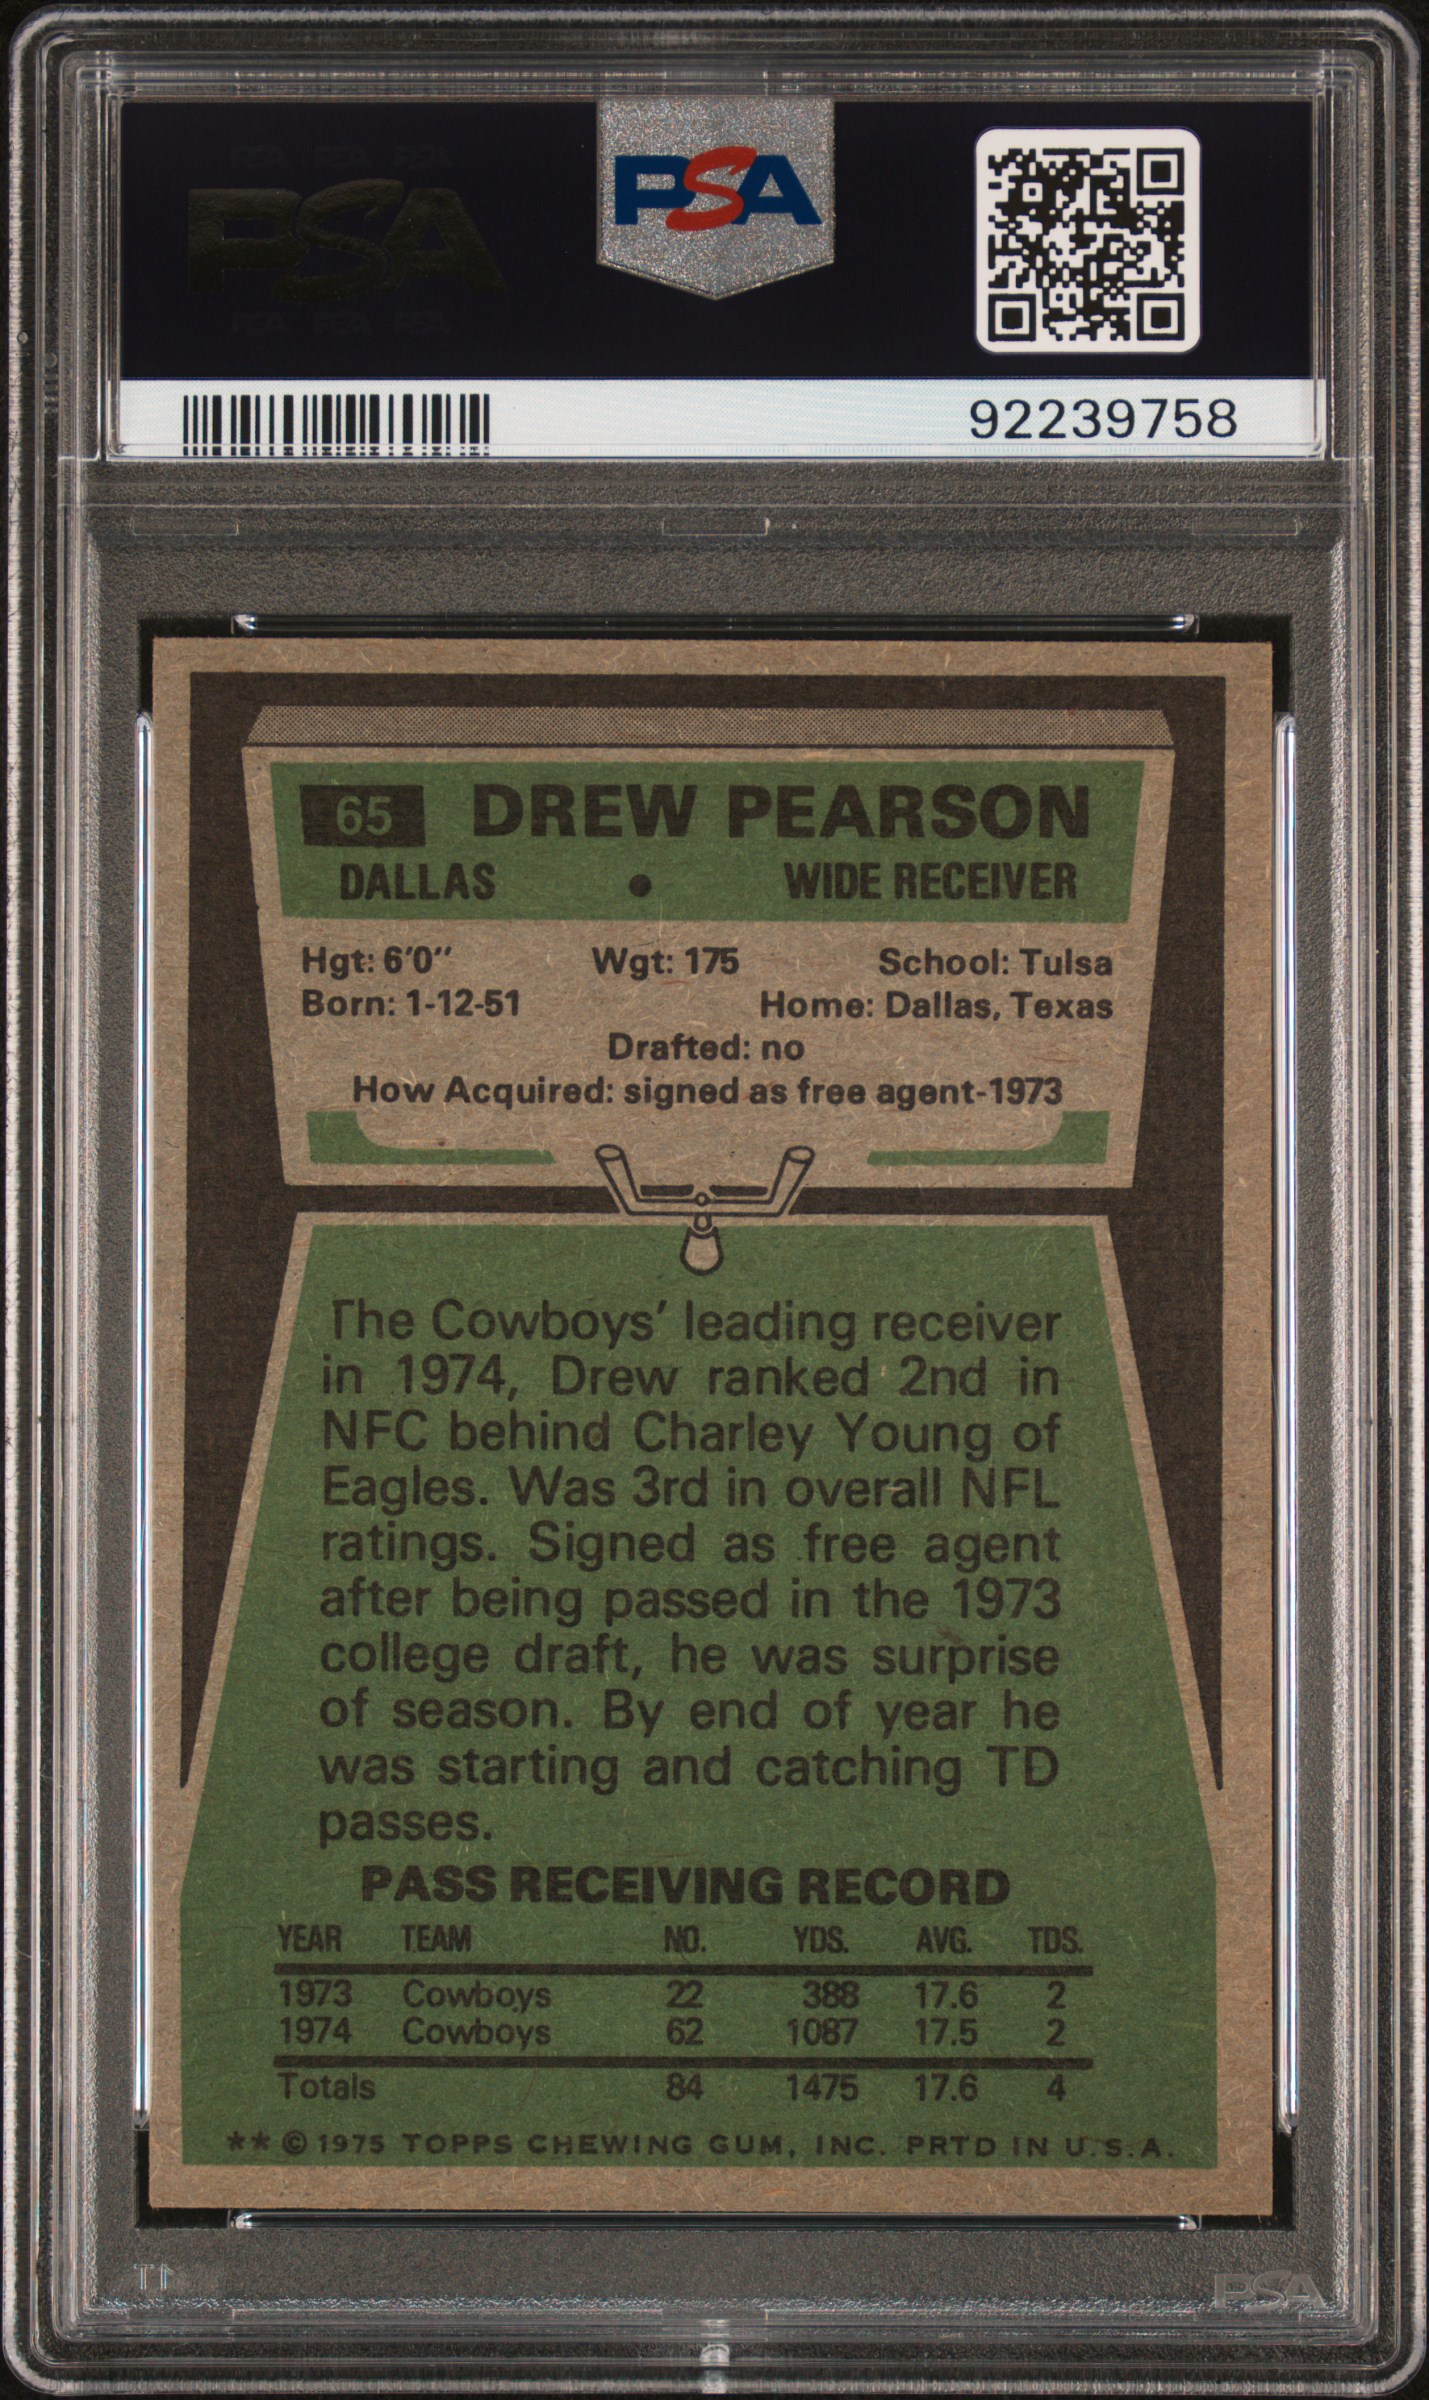 PSA
PSA
92239758
65 DREW PEARSON
DALLAS • WIDE RECEIVER
Hgt: 6'0" Wgt: 175 School: Tulsa
Born: 1-12-51 Home: Dallas, Texas
Drafted: no
How Acquired: signed as free agent-1973
The Cowboys' leading receiver
in 1974, Drew ranked 2nd in
NFC behind Charley Young of
Eagles. Was 3rd in overall NFL
ratings. Signed as free agent
after being passed in the 1973
college draft, he was surprise
of season. By end of year he
was starting and catching TD
passes.
PASS RECEIVING RECORD
YEAR TEAM NO. YDS. AVG. TDS.
1973 Cowboys 22 388 17.6 2
1974 Cowboys 62 1087 17.5 2
Totals 84 1475 17.6 4
** © 1975 TOPPS CHEWING GUM, INC. PRTD IN U.S.A.
PSA